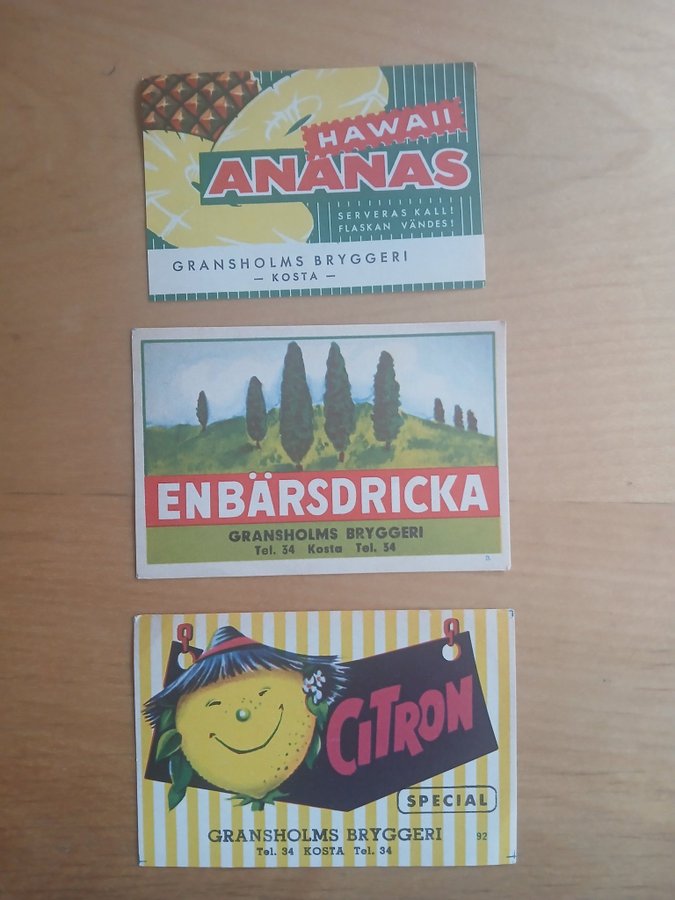 HAWAII
ANANAS
SERVERAS KALL!
FLASKAN VÄNDES!
GRANSHOLMS BRYGGERI
— KOSTA —
ENBÄRSDRICKA
GRANSHOLMS BRYGGERI
Tel. 34 Kosta Tel. 34
CITRON
SPECIAL
GRANSHOLMS BRYGGERI
92
Tel. 34 KOSTA Tel. 34